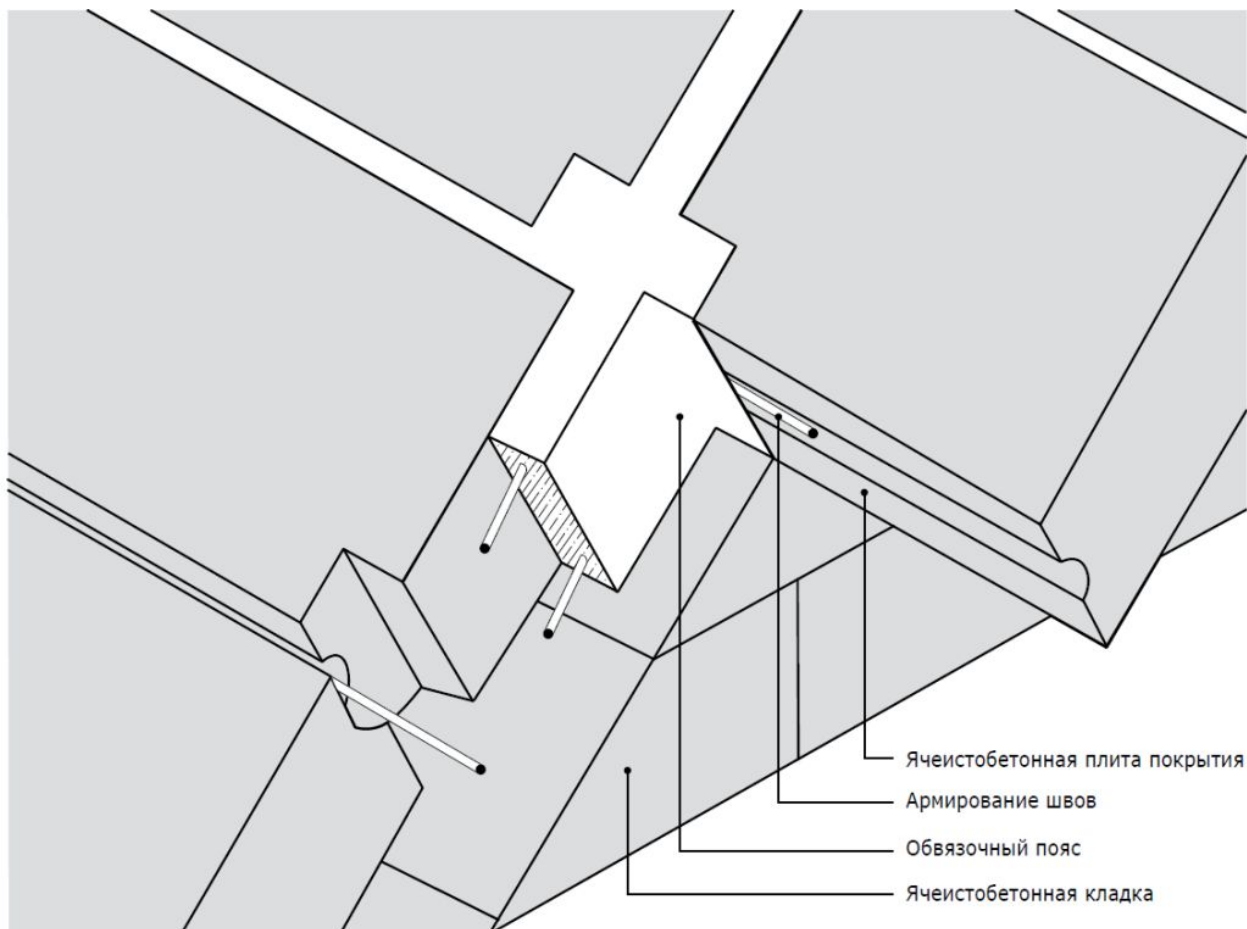 Ячеистобетонная плита покрытия
Армирование швов
Обвязочный пояс
Ячеистобетонная кладка